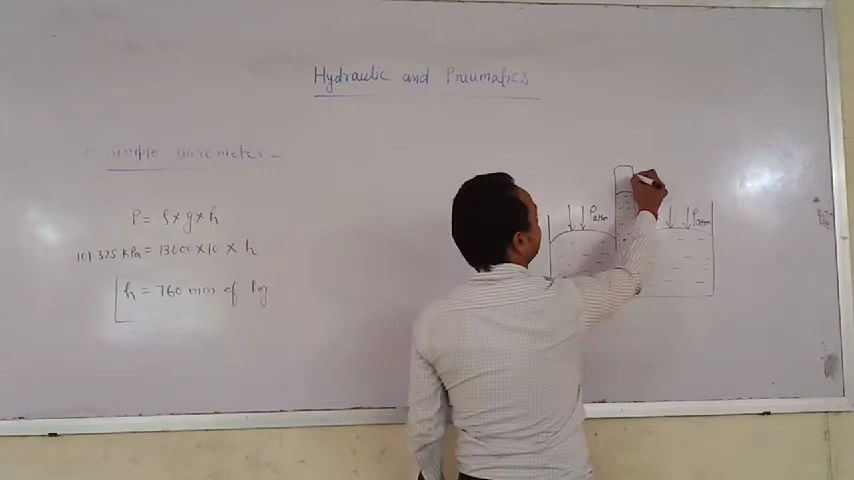 Hydraulic and Pneumatics
simple Barometer
P = ρ×g×h
101.325 KPa = 13600×10 × h
h = 760 mm of Hg
Patm
Patm